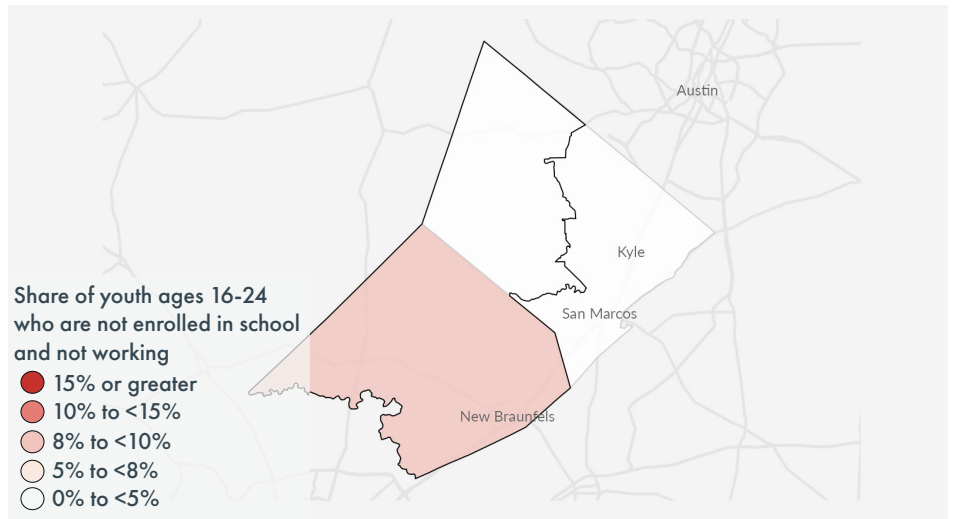 Austin
Kyle
San Marcos
New Braunfels
Share of youth ages 16-24
who are not enrolled in school
and not working
15% or greater
10% to <15%
8% to <10%
5% to <8%
0% to <5%